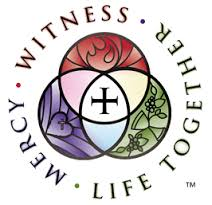 WITNESS · MERCY · LIFE TOGETHER ·
TM